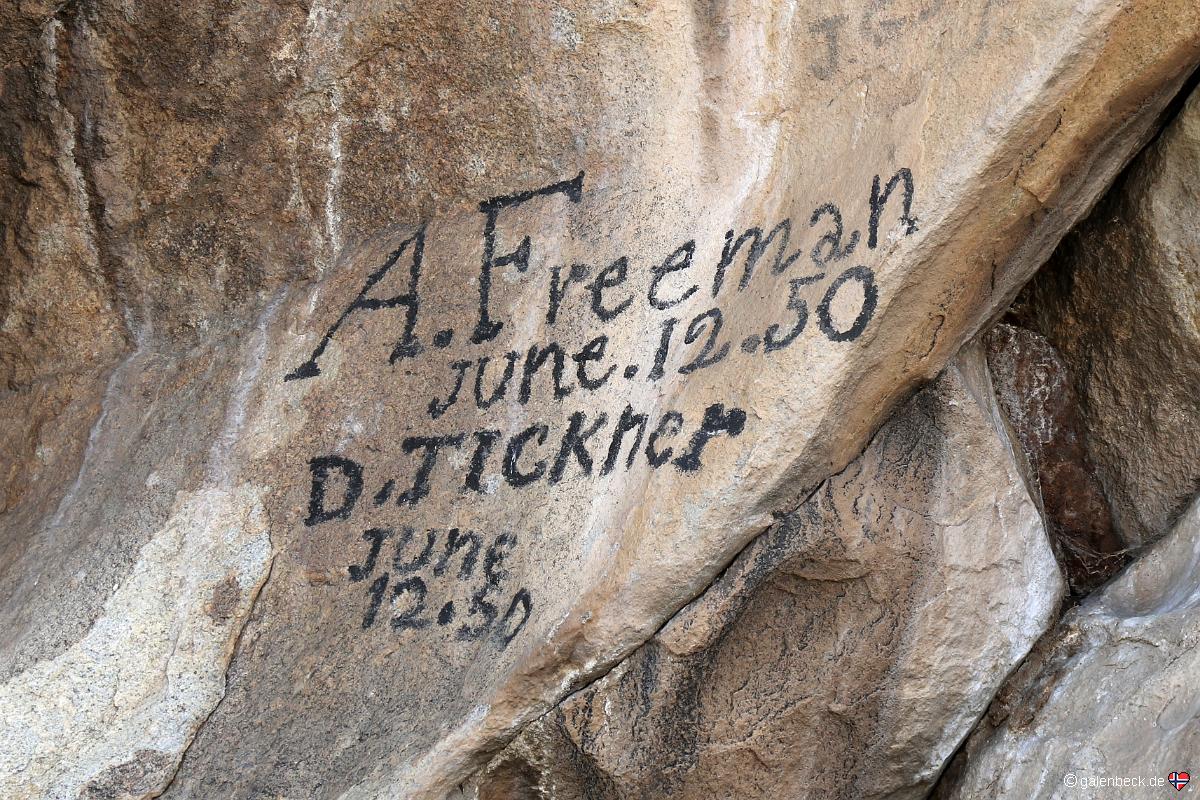 A. Freeman
June. 12. 50
D. Tickner
June
12. 50
© galenbeck.de